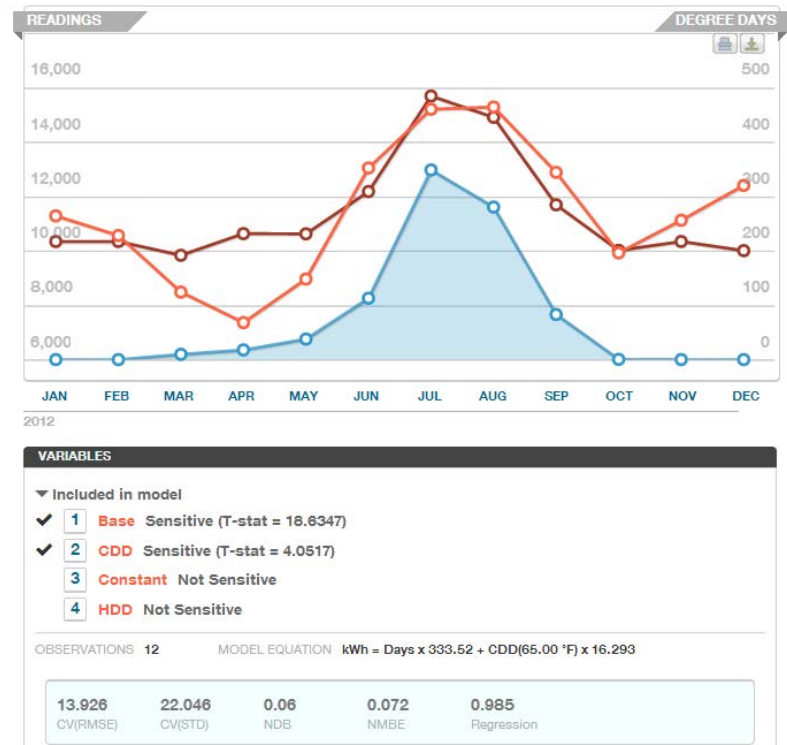 READINGS DEGREE DAYS
16,000 500
14,000 400
12,000 300
10,000 200
8,000 100
6,000 0
JAN FEB MAR APR MAY JUN JUL AUG SEP OCT NOV DEC
2012
VARIABLES
Included in model
1 Base Sensitive (T-stat = 18.6347)
2 CDD Sensitive (T-stat = 4.0517)
3 Constant Not Sensitive
4 HDD Not Sensitive
OBSERVATIONS 12 MODEL EQUATION kWh = Days x 333.52 + CDD(65.00 °F) x 16.293
13.926 22.046 0.06 0.072 0.985
CV(RMSE) CV(STD) NDB NMBE Regression